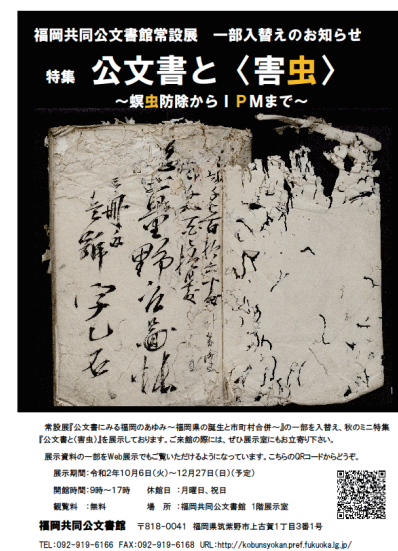 福岡共同公文書館常設展　一部入替えのお知らせ
特集　公文書と〈害虫〉
～螟虫防除からＩＰＭまで～
常設展『公文書にみる福岡のあゆみ～福岡県の誕生と市町村合併～』の一部を入替え、秋のミニ特集
『公文書と〈害虫〉』を展示しております。ご来館の際には、ぜひ展示室にもお立寄り下さい。
展示資料の一部をWeb展示でもご覧いただけるようになっています。こちらのQRコードからどうぞ。
展示期間：令和2年10月6日（火）～12月27日（日）（予定）
開館時間：9時～17時　休館日　：月曜日、祝日
観覧料　：無料　場　所　：福岡共同公文書館　1階展示室
福岡共同公文書館　〒818-0041　福岡県筑紫野市上古賀1丁目3番1号
TEL:092-919-6166　FAX:092-919-6168　URL:http://kobunsyokan.pref.fukuoka.lg.jp/